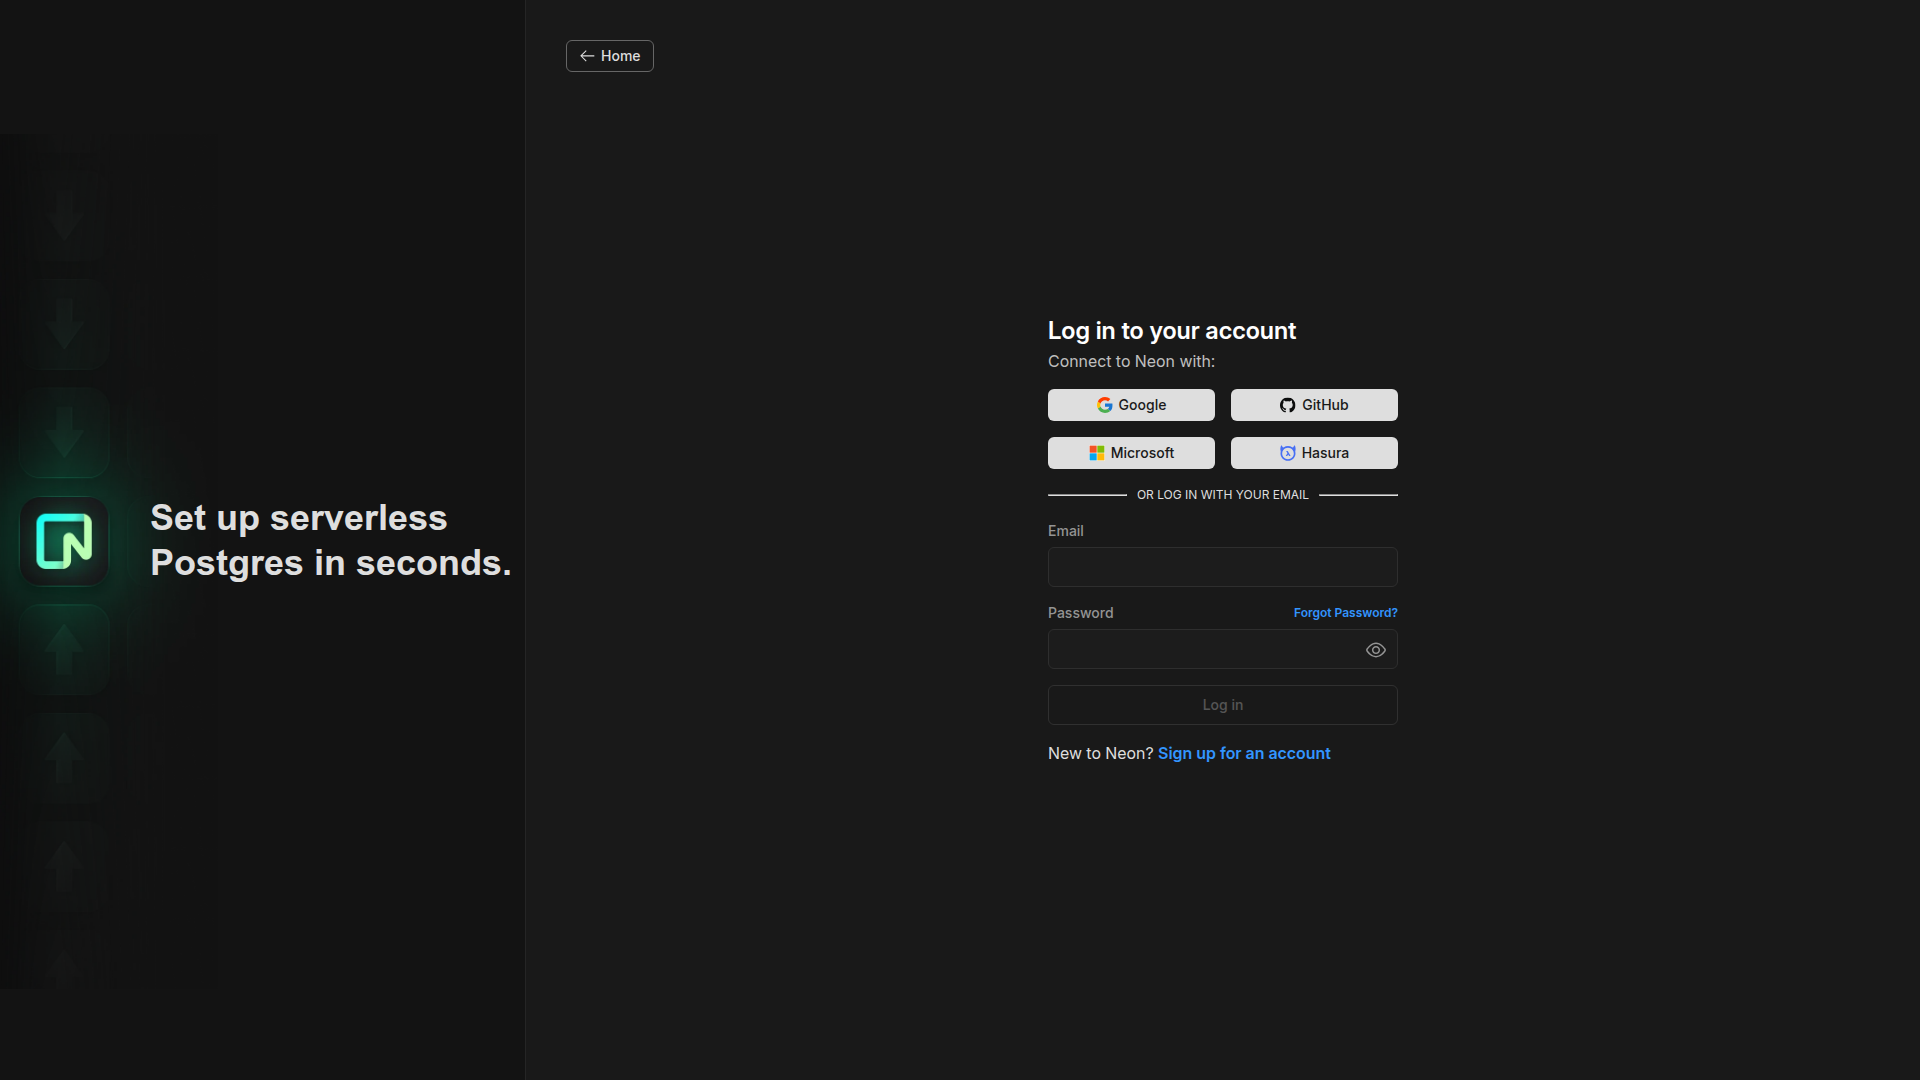 Home
Set up serverless
Postgres in seconds.
Log in to your account
Connect to Neon with:
Google
GitHub
Microsoft
Hasura
OR LOG IN WITH YOUR EMAIL
Email
Password
Forgot Password?
Log in
New to Neon? Sign up for an account